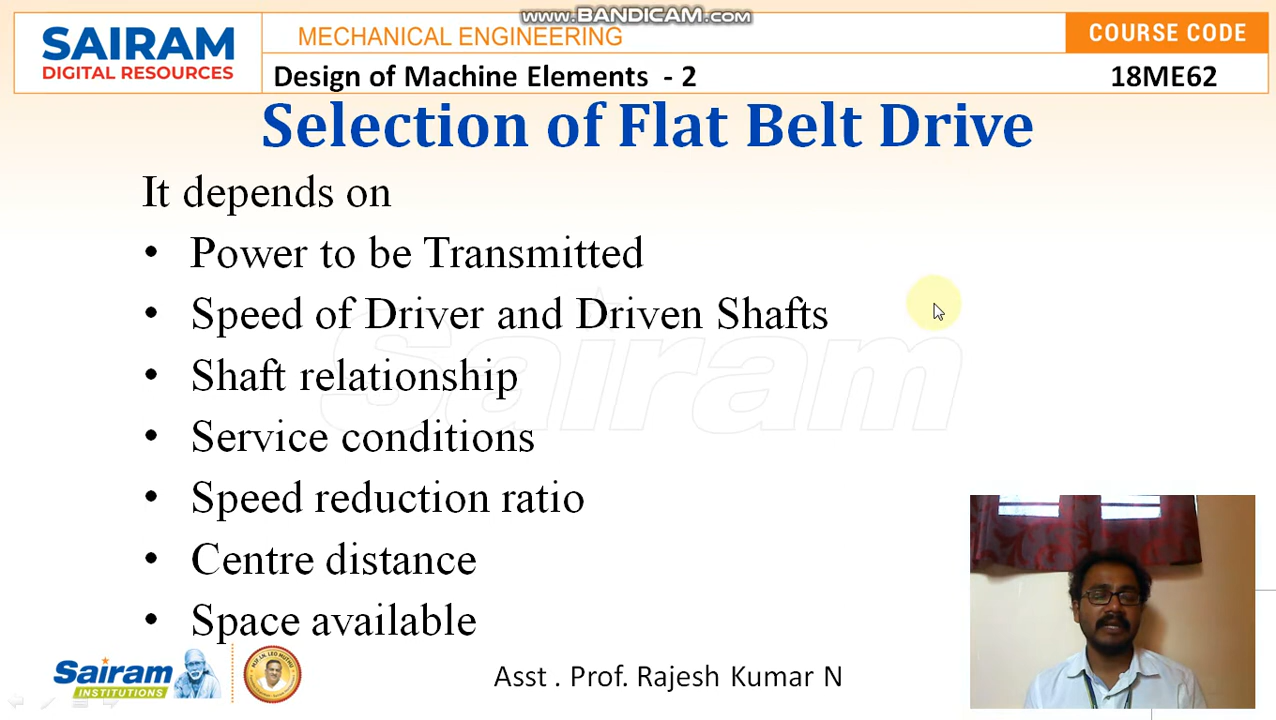 www.BANDICAM.com
SAIRAM
DIGITAL RESOURCES
MECHANICAL ENGINEERING
COURSE CODE
Design of Machine Elements - 2
18ME62
Selection of Flat Belt Drive
It depends on
• Power to be Transmitted
• Speed of Driver and Driven Shafts
• Shaft relationship
• Service conditions
• Speed reduction ratio
• Centre distance
• Space available
Sairam
Sairam
INSTITUTIONS
Asst . Prof. Rajesh Kumar N